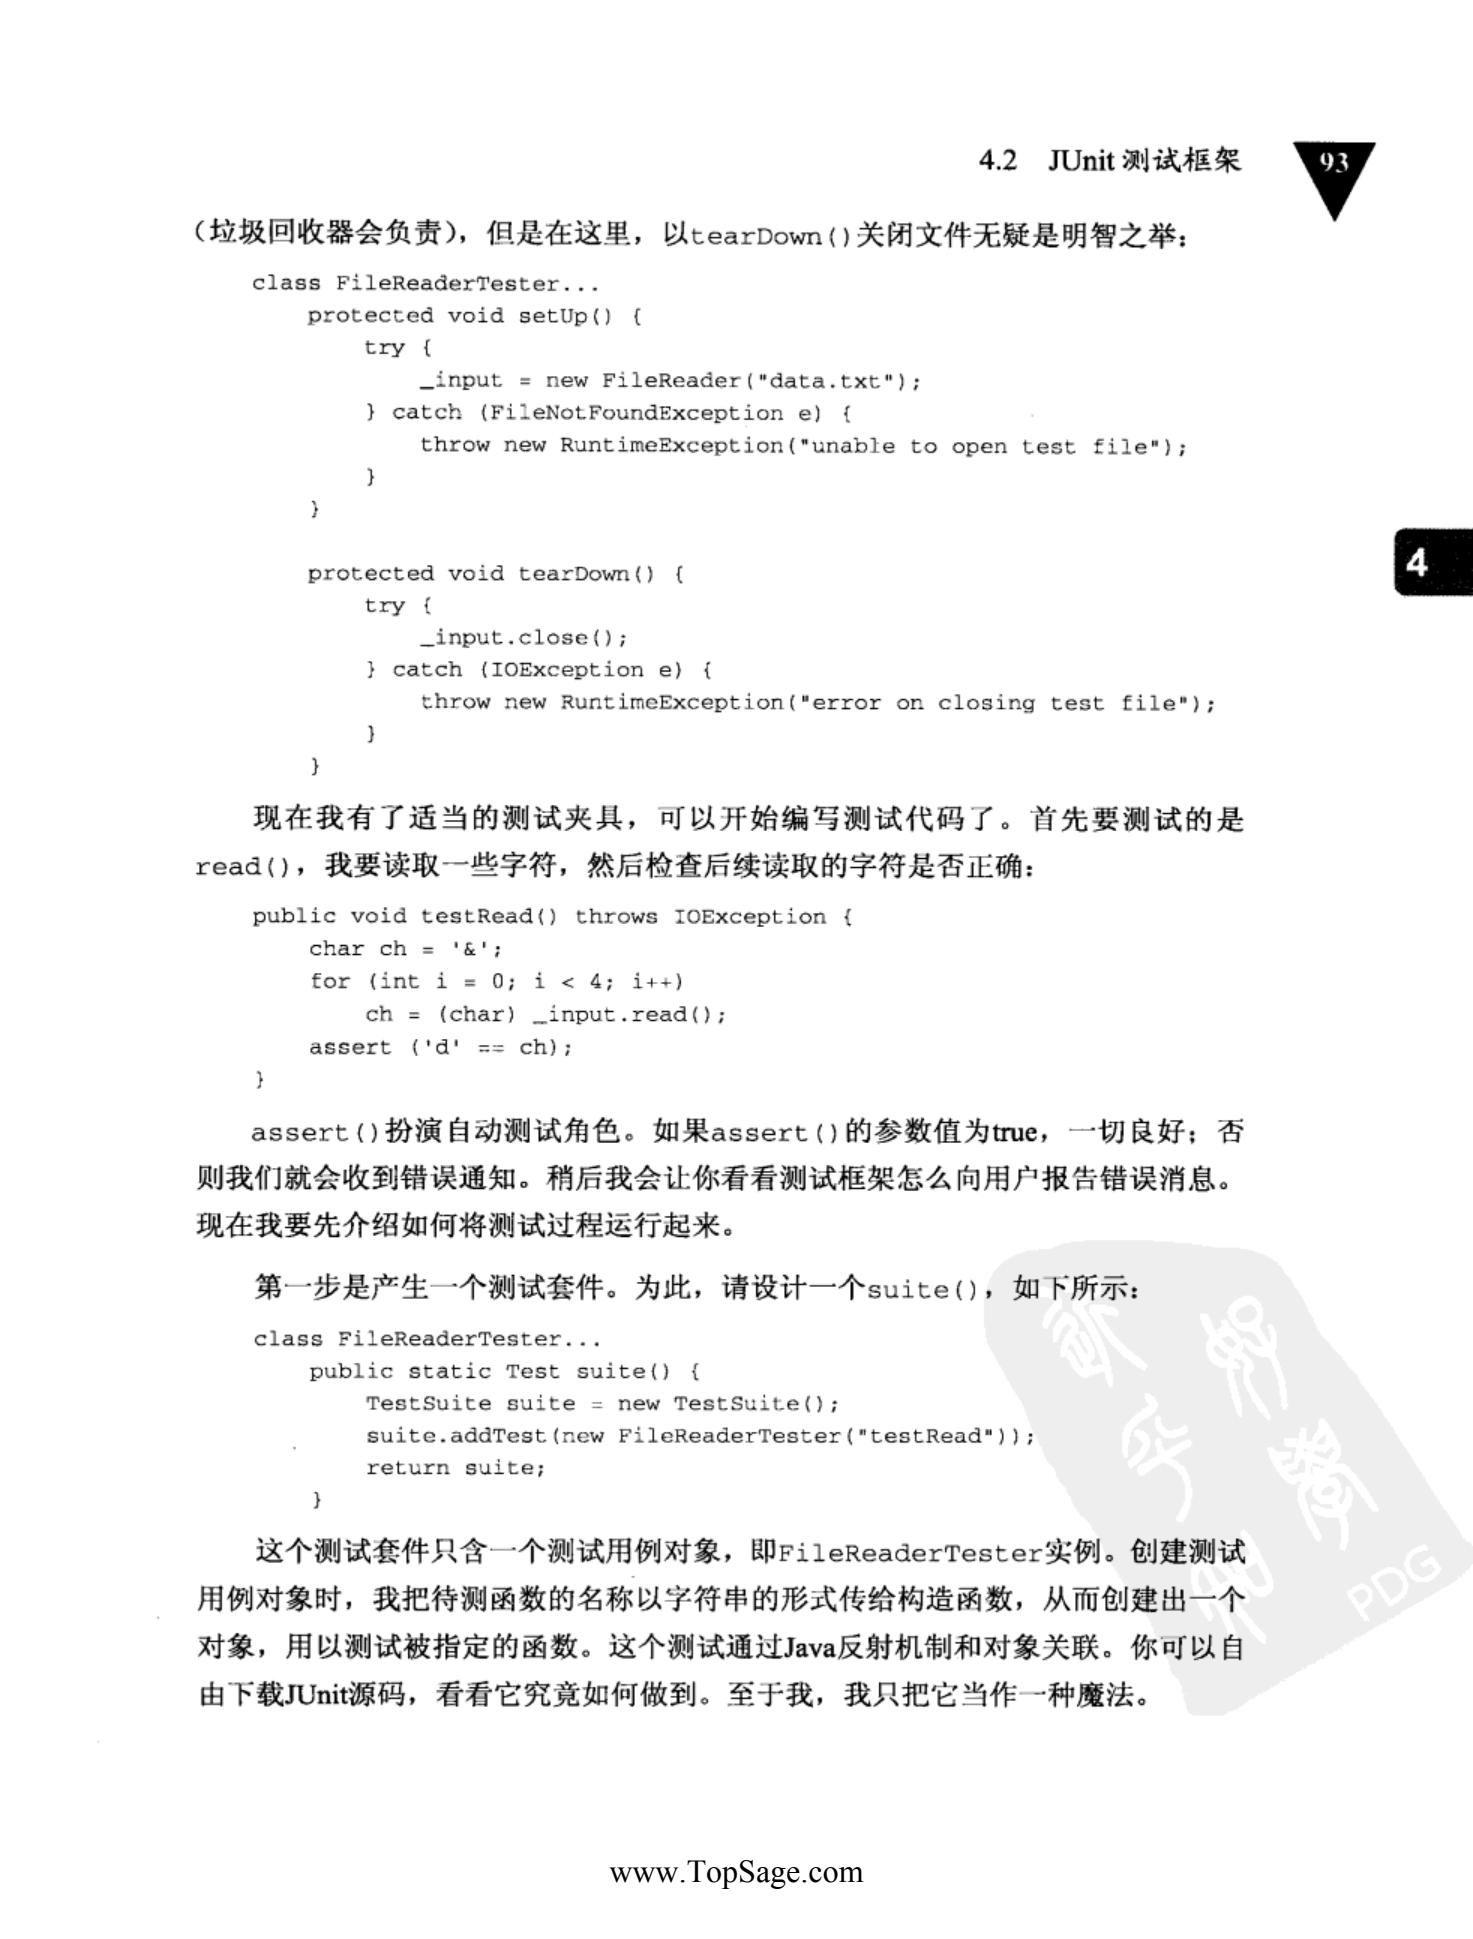 4.2 JUnit 测试框架 93
（垃圾回收器会负责），但是在这里，以tearDown()关闭文件无疑是明智之举：
class FileReaderTester...
    protected void setUp() {
        try {
            _input = new FileReader("data.txt");
        } catch (FileNotFoundException e) {
            throw new RuntimeException("unable to open test file");
        }
    }
    protected void tearDown() {
4
        try {
            _input.close();
        } catch (IOException e) {
            throw new RuntimeException("error on closing test file");
        }
    }
现在我有了适当的测试夹具，可以开始编写测试代码了。首先要测试的是
read()，我要读取一些字符，然后检查后续读取的字符是否正确：
public void testRead() throws IOException {
    char ch = '&';
    for (int i = 0; i < 4; i++)
        ch = (char) _input.read();
    assert ('d' == ch);
}
assert()扮演自动测试角色。如果assert()的参数值为true，一切良好；否
则我们就会收到错误通知。稍后我会让你看看测试框架怎么向用户报告错误消息。
现在我要先介绍如何将测试过程运行起来。
第一步是产生一个测试套件。为此，请设计一个suite()，如下所示：
class FileReaderTester...
    public static Test suite() {
        TestSuite suite = new TestSuite();
        suite.addTest(new FileReaderTester("testRead"));
        return suite;
    }
这个测试套件只含一个测试用例对象，即FileReaderTester实例。创建测试
用例对象时，我把待测函数的名称以字符串的形式传给构造函数，从而创建出一个
对象，用以测试被指定的函数。这个测试通过Java反射机制和对象关联。你可以自
由下载JUnit源码，看看它究竟如何做到。至于我，我只把它当作一种魔法。
PDG
www.TopSage.com